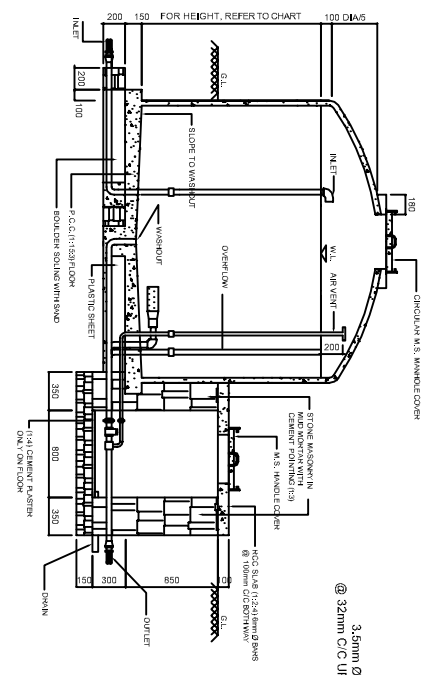 200
150
FOR HEIGHT, REFER TO CHART
100
DIA/5
INLET
G.L.
200
100
SLOPE TO WASHOUT
INLET
180
P.C.C.(1:1.5:3) FLOOR
BOULDER SOLING WITH SAND
WASHOUT
PLASTIC SHEET
OVERFLOW
W.L.
AIR VENT
200
CIRCULAR M.S. MANHOLE COVER
350
800
350
STONE MASONRY IN
MUD MORTAR WITH
CEMENT POINTING (1:3)
M.S. HANDLE COVER
(1:4) CEMENT PLASTER
ONLY ON FLOOR
DRAIN
150
300
650
100
OUTLET
G.L.
RCC SLAB (1:2:4) 6mm Ø BARS
@ 100mm C/C BOTH WAY
3.5mm Ø
@ 32mm C/C